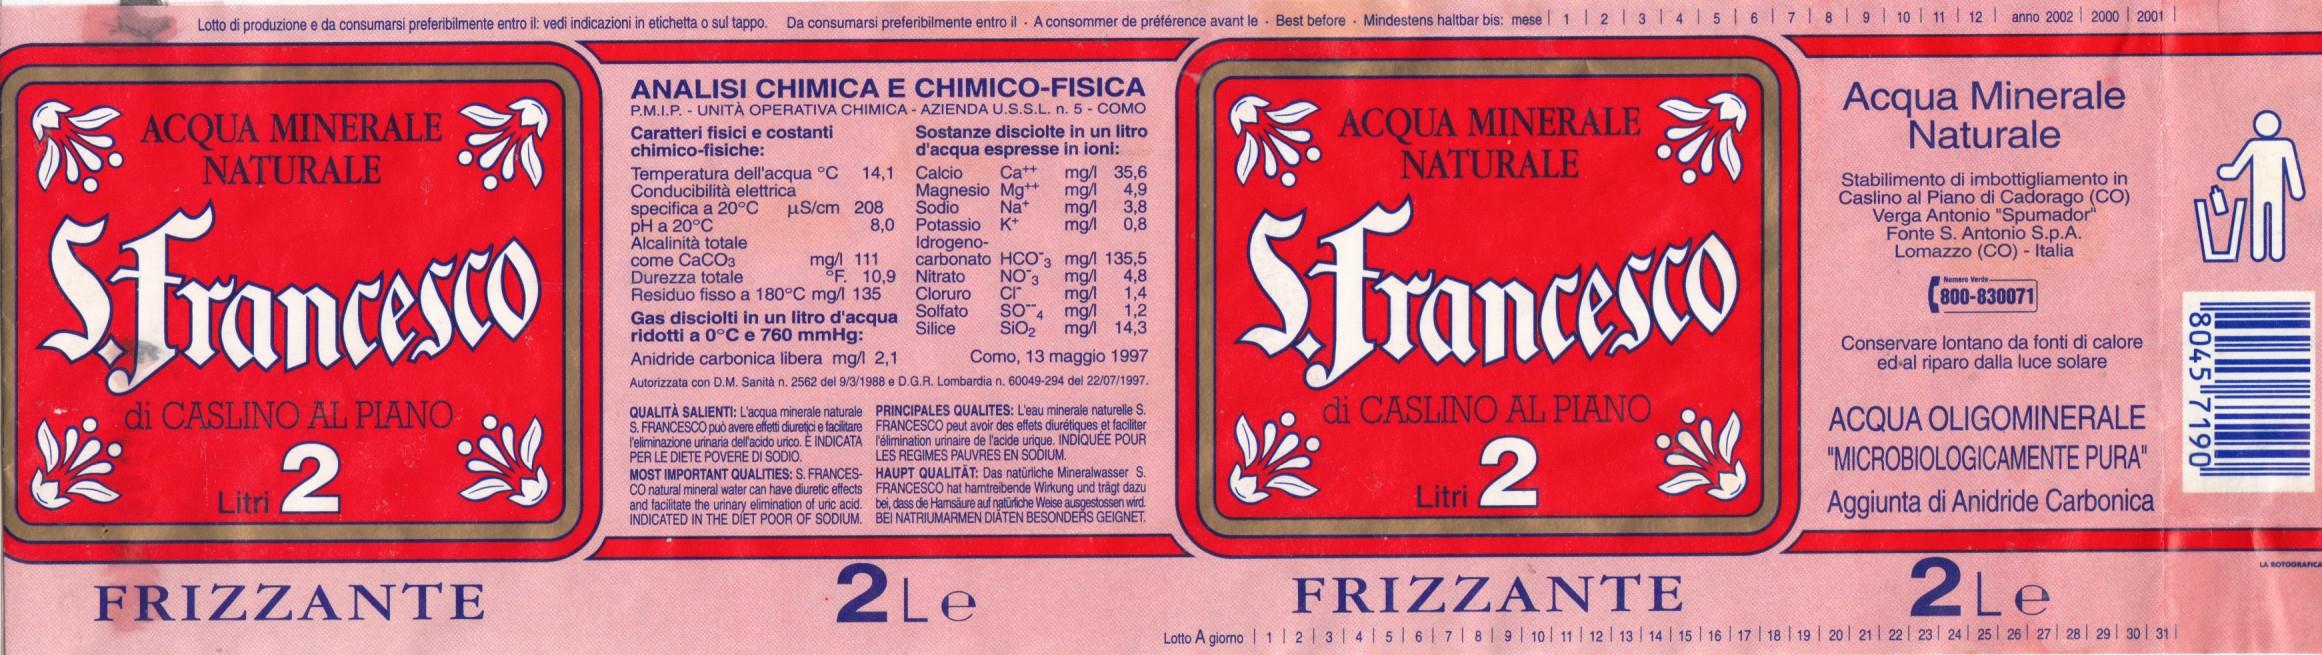 Lotto di produzione e da consumarsi preferibilmente entro il: vedi indicazioni in etichetta o sul tappo. Da consumarsi preferibilmente entro il - A consommer de préférence avant le - Best before - Mindestens haltbar bis: mese | 1 | 2 | 3 | 4 | 5 | 6 | 7 | 8 | 9 | 10 | 11 | 12 | anno 2002 | 2000 | 2001 |
ACQUA MINERALE
NATURALE
S.Francesco
di CASLINO AL PIANO
Litri 2
FRIZZANTE
ANALISI CHIMICA E CHIMICO-FISICA
P.M.I.P. - UNITÀ OPERATIVA CHIMICA - AZIENDA U.S.S.L. n. 5 - COMO
Caratteri fisici e costanti
chimico-fisiche:
Temperatura dell'acqua °C 14,1
Conducibilità elettrica
specifica a 20°C µS/cm 208
pH a 20°C 8,0
Alcalinità totale
come CaCO3 mg/l 111
Durezza totale °F. 10,9
Residuo fisso a 180°C mg/l 135
Gas disciolti in un litro d'acqua
ridotti a 0°C e 760 mmHg:
Anidride carbonica libera mg/l 2,1
Sostanze disciolte in un litro
d'acqua espresse in ioni:
Calcio Ca++ mg/l 35,6
Magnesio Mg++ mg/l 4,9
Sodio Na+ mg/l 3,8
Potassio K+ mg/l 0,8
Idrogeno-
carbonato HCO-3 mg/l 135,5
Nitrato NO-3 mg/l 4,8
Cloruro Cl- mg/l 1,4
Solfato SO--4 mg/l 1,2
Silice SiO2 mg/l 14,3
Como, 13 maggio 1997
Autorizzata con D.M. Sanità n. 2562 del 9/3/1988 e D.G.R. Lombardia n. 60049-294 del 22/07/1997.
QUALITÀ SALIENTI: L'acqua minerale naturale
S. FRANCESCO può avere effetti diuretici e facilitare
l'eliminazione urinaria dell'acido urico. È INDICATA
PER LE DIETE POVERE DI SODIO.
MOST IMPORTANT QUALITIES: S. FRANCES-
CO natural mineral water can have diuretic effects
and facilitate the urinary elimination of uric acid.
INDICATED IN THE DIET POOR OF SODIUM.
PRINCIPALES QUALITES: L'eau minerale naturelle S.
FRANCESCO peut avoir des effets diurétiques et faciliter
l'élimination urinaire de l'acide urique. INDIQUÉE POUR
LES REGIMES PAUVRES EN SODIUM.
HAUPT QUALITÄT: Das natürliche Mineralwasser S.
FRANCESCO hat harntreibende Wirkung und trägt dazu
bei, dass die Harnsäure auf natürliche Weise ausgestossen wird.
BEI NATRIUMARMEN DIÄTEN BESONDERS GEIGNET.
2 L e
ACQUA MINERALE
NATURALE
S.Francesco
di CASLINO AL PIANO
Litri 2
FRIZZANTE
Acqua Minerale
Naturale
Stabilimento di imbottigliamento in
Caslino al Piano di Cadorago (CO)
Verga Antonio "Spumador"
Fonte S. Antonio S.p.A.
Lomazzo (CO) - Italia
Numero Verde
800-830071
Conservare lontano da fonti di calore
ed al riparo dalla luce solare
ACQUA OLIGOMINERALE
"MICROBIOLOGICAMENTE PURA"
Aggiunta di Anidride Carbonica
2 L e
8045 7190
LA ROTOGRAFICA
Lotto A giorno | 1 | 2 | 3 | 4 | 5 | 6 | 7 | 8 | 9 | 10 | 11 | 12 | 13 | 14 | 15 | 16 | 17 | 18 | 19 | 20 | 21 | 22 | 23 | 24 | 25 | 26 | 27 | 28 | 29 | 30 | 31 |